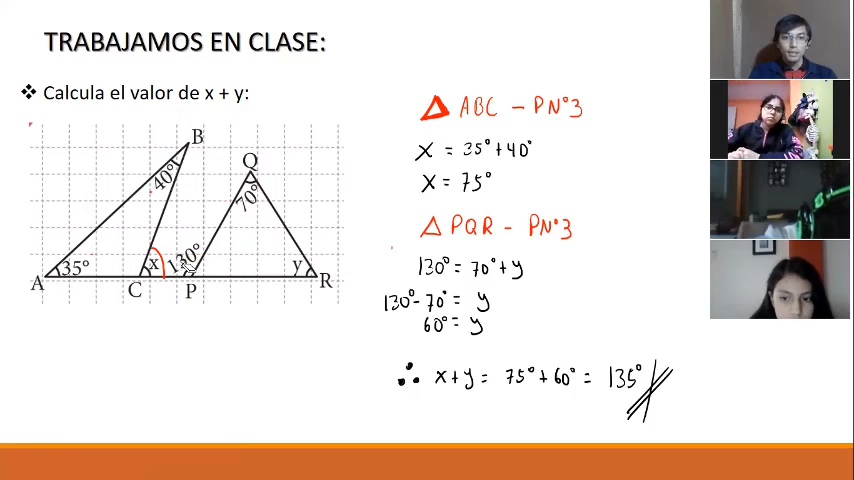 TRABAJAMOS EN CLASE:
❖ Calcula el valor de x + y:
B
40°
Q
70°
A
35°
C
x
130°
P
y
R
△ ABC - PN°3
x = 35° + 40°
x = 75°
△ PQR - PN°3
130° = 70° + y
130° - 70° = y
60° = y
∴ x + y = 75° + 60° = 135°